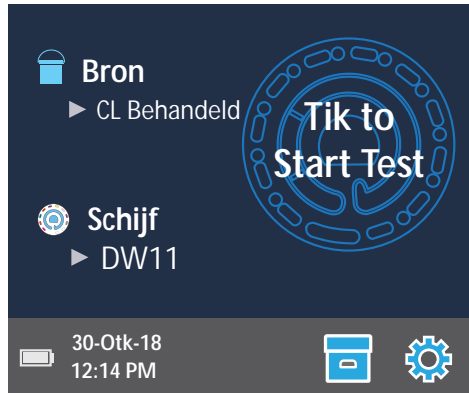 Bron
► CL Behandeld
Tik to
Start Test
Schijf
► DW11
30-Otk-18
12:14 PM